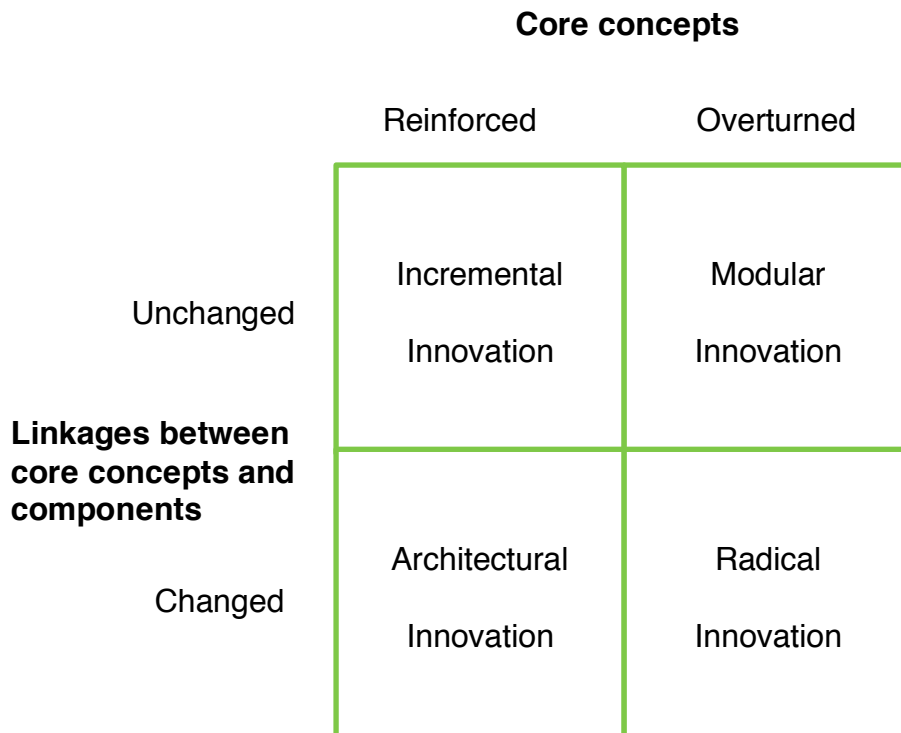 Core concepts
Reinforced
Overturned
Unchanged
Incremental
Innovation
Modular
Innovation
Linkages between
core concepts and
components
Changed
Architectural
Innovation
Radical
Innovation